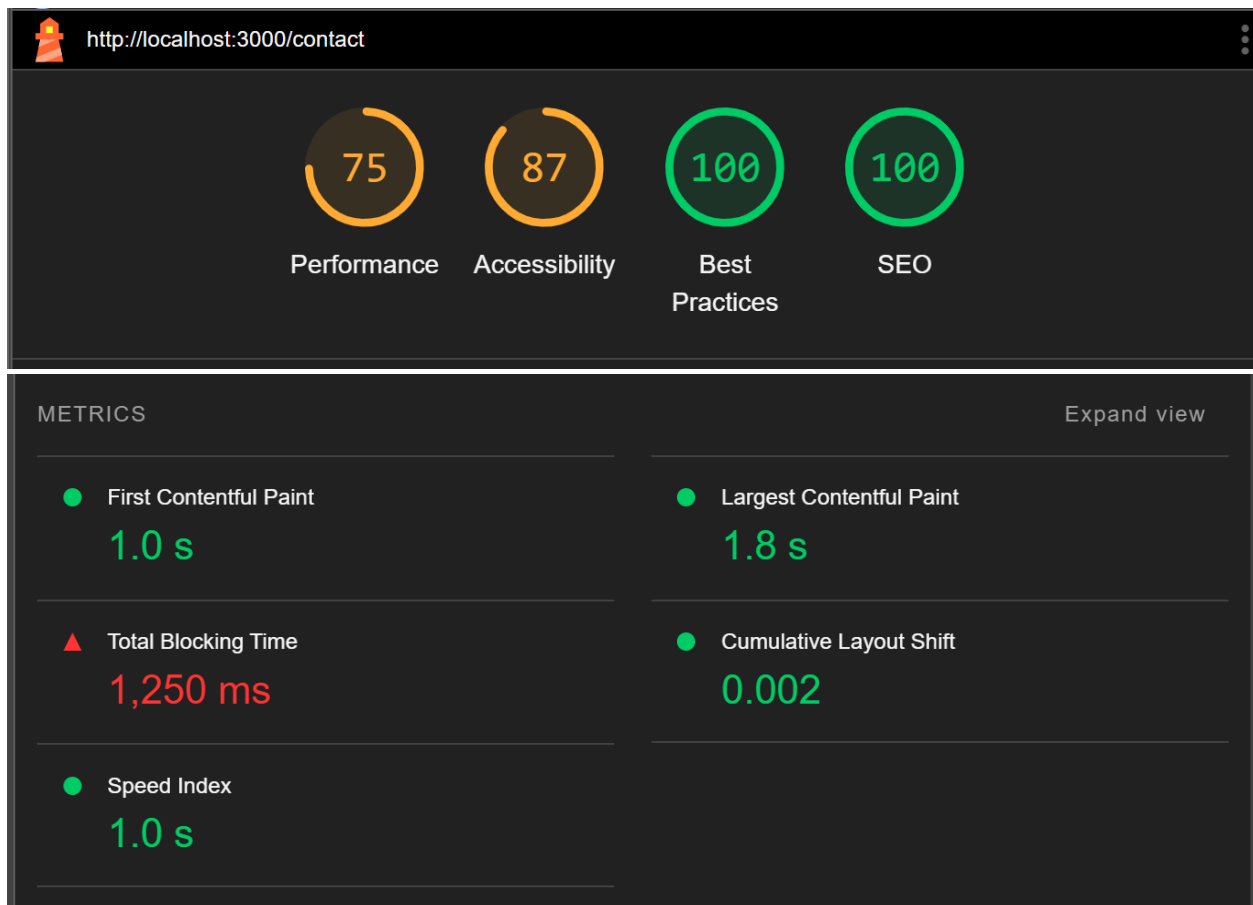 http://localhost:3000/contact
75 87 100 100
Performance Accessibility Best SEO
Practices
METRICS Expand view
First Contentful Paint Largest Contentful Paint
1.0 s 1.8 s
Total Blocking Time Cumulative Layout Shift
1,250 ms 0.002
Speed Index
1.0 s